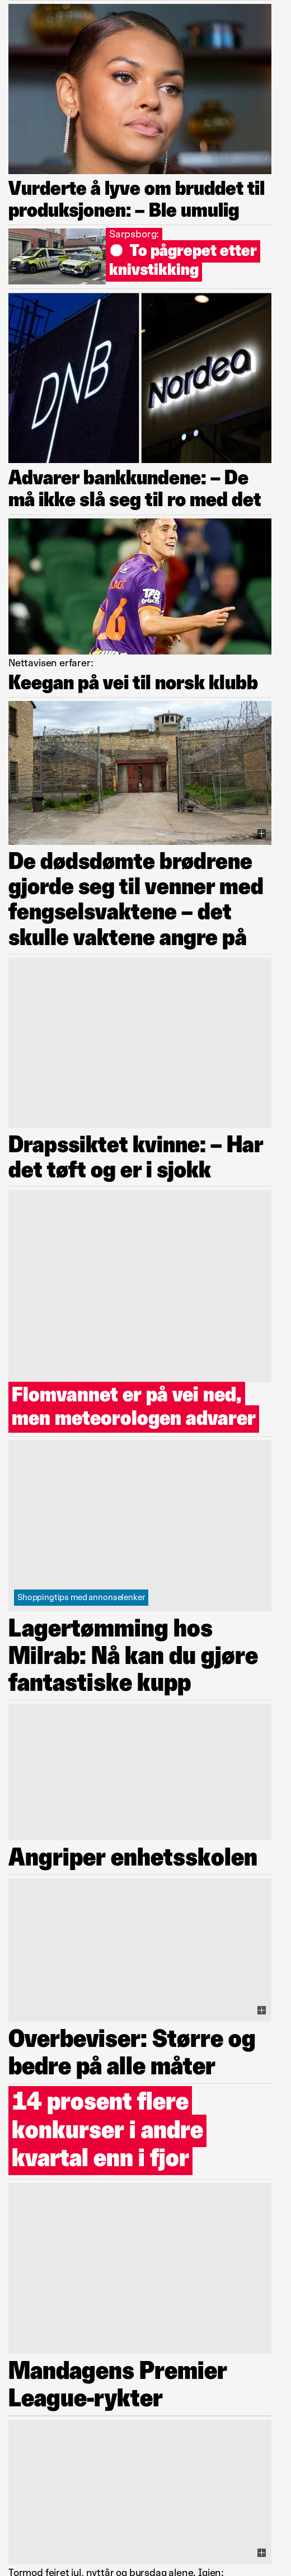 Vurderte å lyve om bruddet til
produksjonen: – Ble umulig
Sarpsborg:
To pågrepet etter
knivstikking
DNB
Nordea
Advarer bankkundene: – De
må ikke slå seg til ro med det
Nettavisen erfarer:
Keegan på vei til norsk klubb
De dødsdømte brødrene
gjorde seg til venner med
fengselsvaktene – det
skulle vaktene angre på
Drapssiktet kvinne: – Har
det tøft og er i sjokk
Flomvannet er på vei ned,
men meteorologen advarer
Shoppingtips med annonselenker
Lagertømming hos
Milrab: Nå kan du gjøre
fantastiske kupp
Angriper enhetsskolen
Overbeviser: Større og
bedre på alle måter
14 prosent flere
konkurser i andre
kvartal enn i fjor
Mandagens Premier
League-rykter
Tormod feiret jul, nyttår og bursdag alene. Igjen: